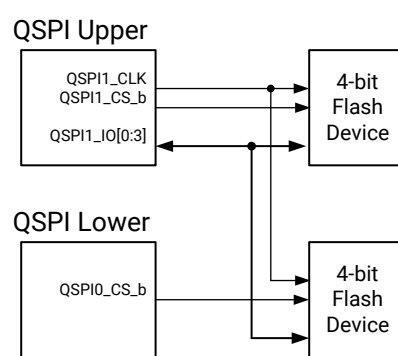 QSPI Upper
QSPI1_CLK
QSPI1_CS_b
QSPI1_IO[0:3]
4-bit
Flash
Device
QSPI Lower
QSPI0_CS_b
4-bit
Flash
Device